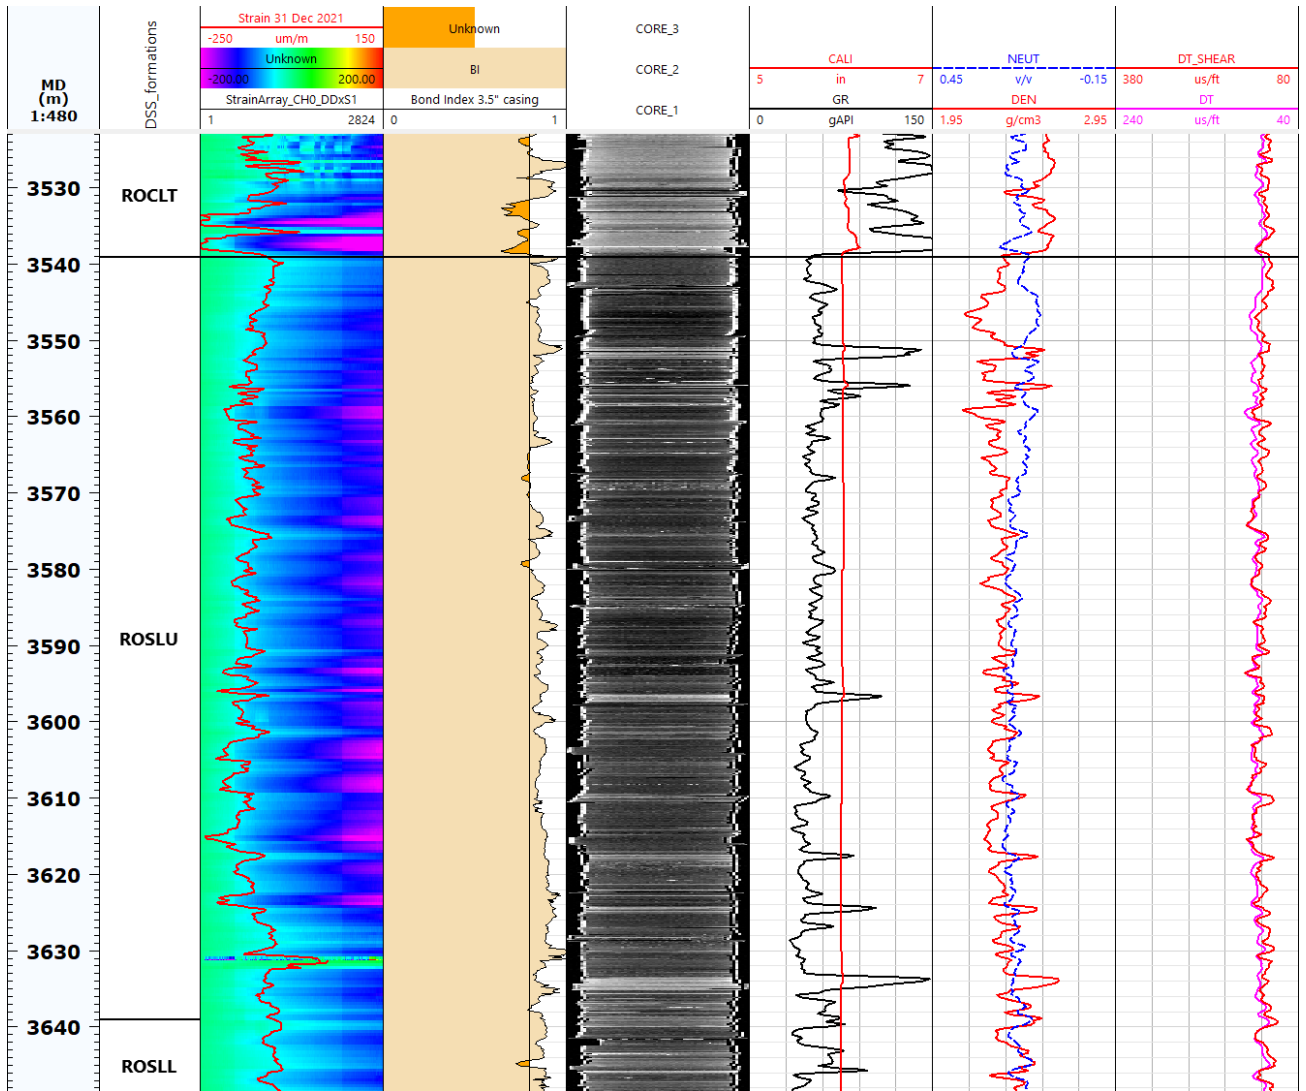 MD
(m)
1:480
DSS_formations
Strain 31 Dec 2021
-250 um/m 150
Unknown
-200.00 200.00
StrainArray_CH0_DDxS1
1 2824
Unknown
BI
Bond Index 3.5" casing
0 1
CORE_3
CORE_2
CORE_1
CALI
5 in 7
GR
0 gAPI 150
NEUT
0.45 v/v -0.15
DEN
1.95 g/cm3 2.95
DT_SHEAR
380 us/ft 80
DT
240 us/ft 40
3530
3540
3550
3560
3570
3580
3590
3600
3610
3620
3630
3640
ROCLT
ROSLU
ROSLL